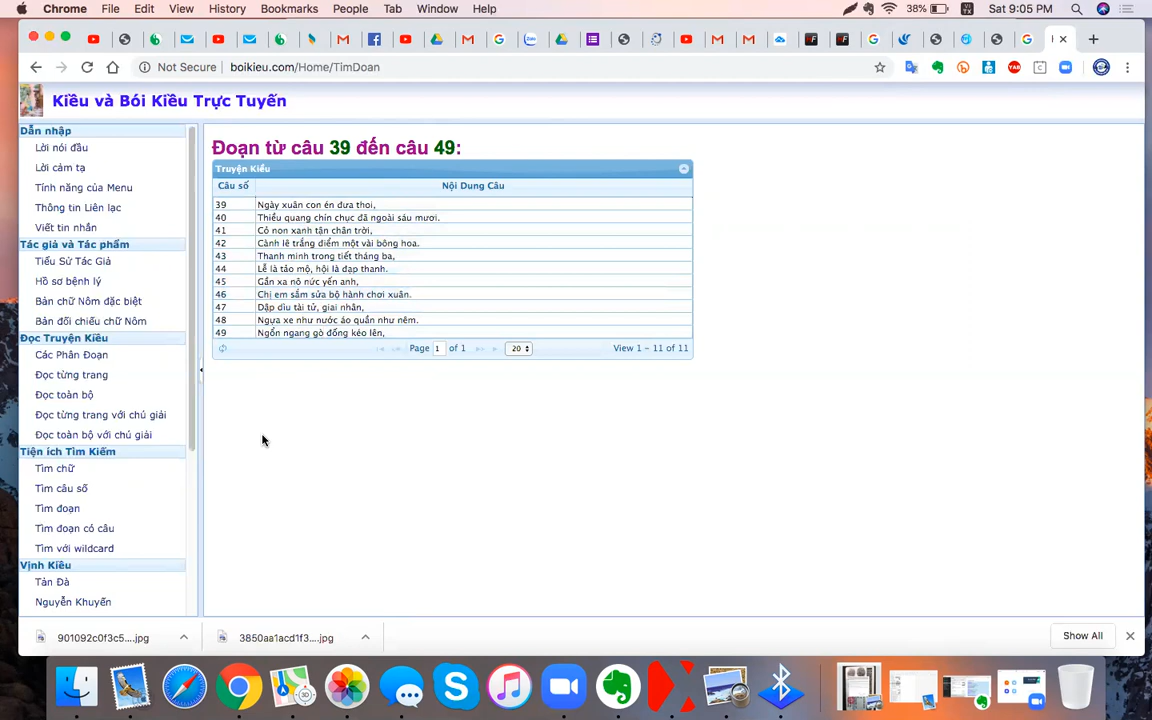 Chrome File Edit View History Bookmarks People Tab Window Help
38% Sat 9:05 PM
Not Secure boikieu.com/Home/TimDoan
Kiều và Bói Kiều Trực Tuyến
Dẫn nhập
Lời nói đầu
Lời cảm tạ
Tính năng của Menu
Thông tin Liên lạc
Viết tin nhắn
Tác giả và Tác phẩm
Tiểu Sử Tác Giả
Hồ sơ bệnh lý
Bản chữ Nôm đặc biệt
Bản đối chiếu chữ Nôm
Đọc Truyện Kiều
Các Phân Đoạn
Đọc từng trang
Đọc toàn bộ
Đọc từng trang với chú giải
Đọc toàn bộ với chú giải
Tiện ích Tìm Kiếm
Tìm chữ
Tìm câu số
Tìm đoạn
Tìm đoạn có câu
Tìm với wildcard
Vịnh Kiều
Tản Đà
Nguyễn Khuyến
Đoạn từ câu 39 đến câu 49:
Truyện Kiều
Câu số Nội Dung Câu
39 Ngày xuân con én đưa thoi,
40 Thiều quang chín chục đã ngoài sáu mươi.
41 Cỏ non xanh tận chân trời,
42 Cành lê trắng điểm một vài bông hoa.
43 Thanh minh trong tiết tháng ba,
44 Lễ là tảo mộ, hội là đạp thanh.
45 Gần xa nô nức yến anh,
46 Chị em sắm sửa bộ hành chơi xuân.
47 Dập dìu tài tử, giai nhân,
48 Ngựa xe như nước áo quần như nêm.
49 Ngổn ngang gò đống kéo lên,
Page 1 of 1 20 View 1 - 11 of 11
901092c0f3c5....jpg 3850aa1acd1f3....jpg Show All